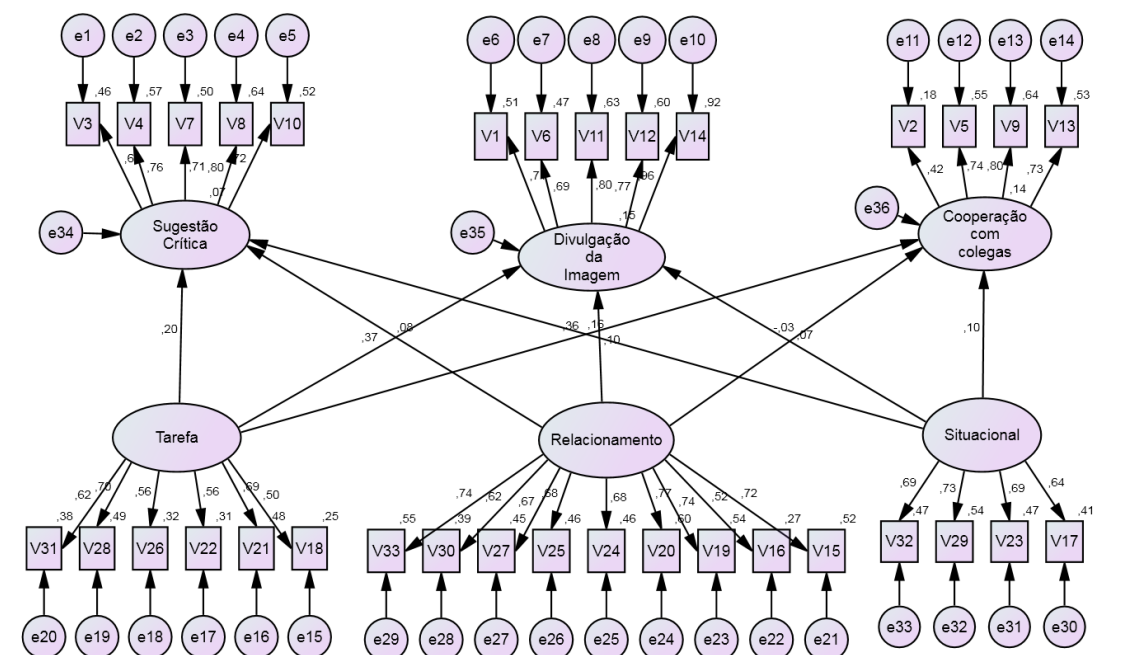 e1 e2 e3 e4 e5
e6 e7 e8 e9 e10
e11 e12 e13 e14
,46 ,57 ,50 ,64 ,52
,51 ,47 ,63 ,60 ,92
,18 ,55 ,64 ,53
V3 V4 V7 V8 V10
V1 V6 V11 V12 V14
V2 V5 V9 V13
,76 ,71 ,80 ,72
,07
,69 ,80 ,77 ,96
,15
,42 ,74 ,80 ,73
,14
e34
Sugestão
Crítica
e35
Divulgação
da
Imagem
e36
Cooperação
com
colegas
,20
,37
,08
,36
,16
,10
-,03
,07
,10
Tarefa
Relacionamento
Situacional
,62 ,70 ,56 ,56 ,69 ,50
,74 ,62 ,67 ,68 ,68 ,77 ,74 ,52 ,72
,69 ,73 ,69 ,64
,38 ,49 ,32 ,31 ,48 ,25
,55 ,39 ,45 ,46 ,46 ,60 ,54 ,27 ,52
,47 ,54 ,47 ,41
V31 V28 V26 V22 V21 V18
V33 V30 V27 V25 V24 V20 V19 V16 V15
V32 V29 V23 V17
e20 e19 e18 e17 e16 e15
e29 e28 e27 e26 e25 e24 e23 e22 e21
e33 e32 e31 e30